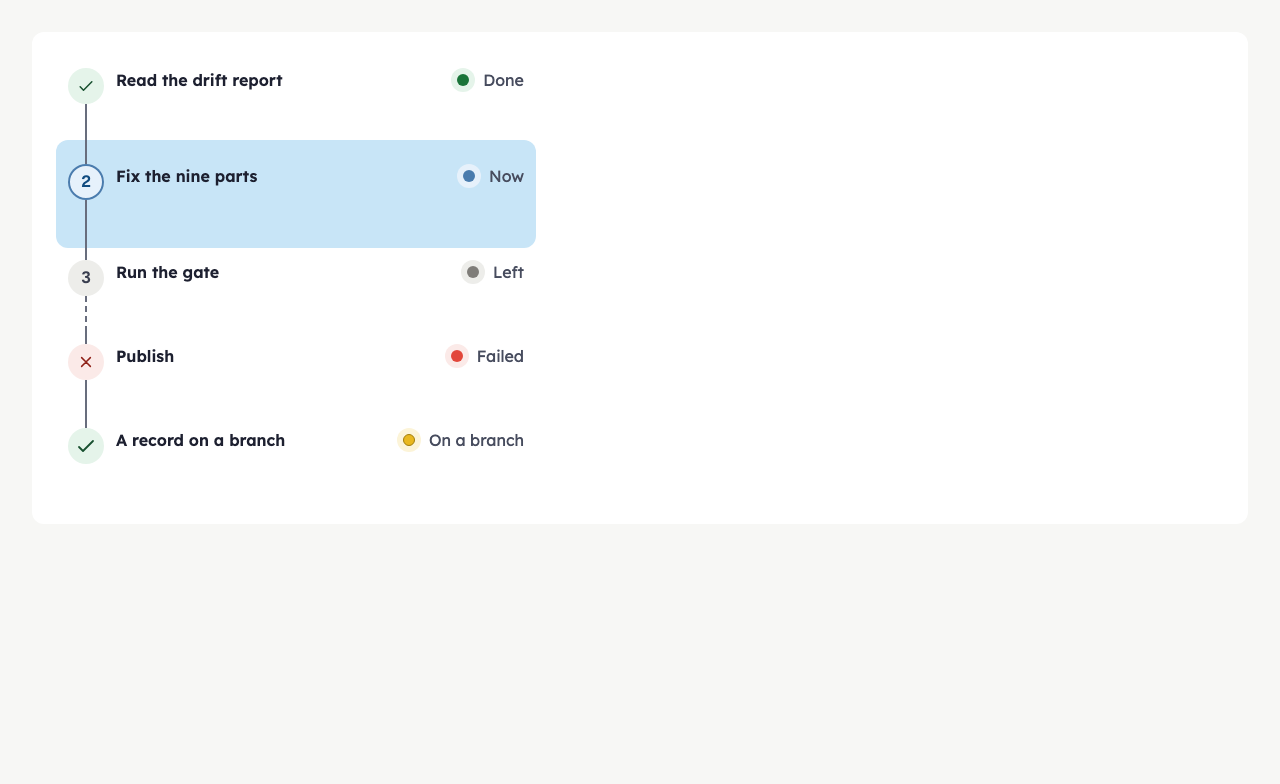 Read the drift report Done
2 Fix the nine parts Now
3 Run the gate Left
Publish Failed
A record on a branch On a branch